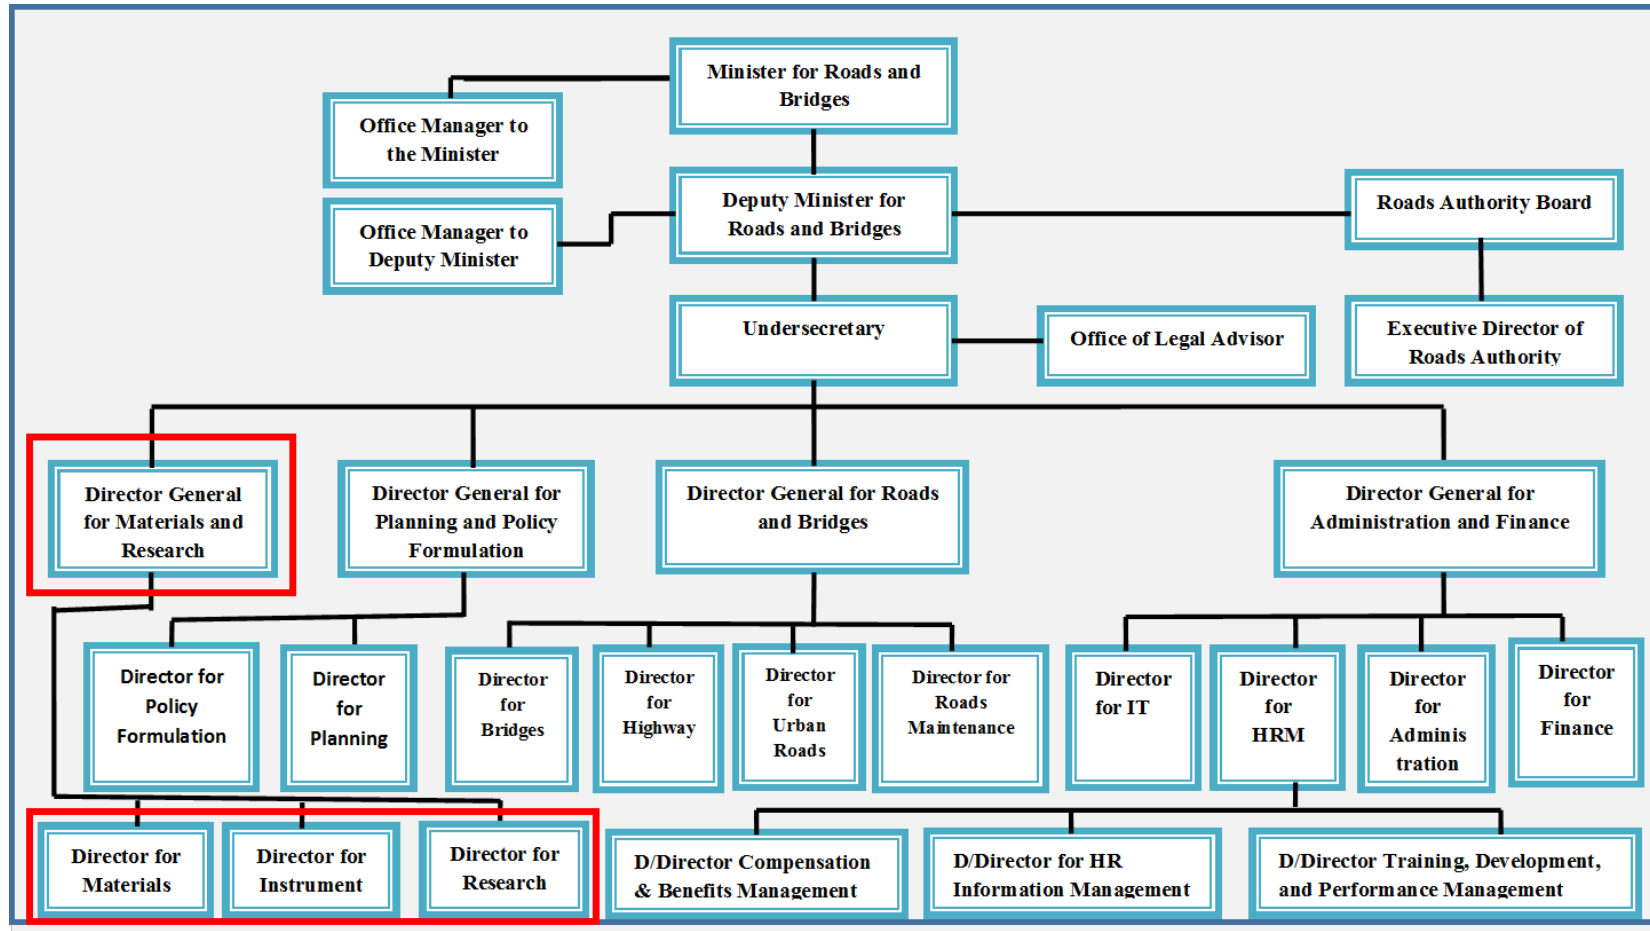 Minister for Roads and
Bridges
Office Manager to
the Minister
Deputy Minister for
Roads and Bridges
Roads Authority Board
Office Manager to
Deputy Minister
Undersecretary
Office of Legal Advisor
Executive Director of
Roads Authority
Director General
for Materials and
Research
Director General for
Planning and Policy
Formulation
Director General for Roads
and Bridges
Director General for
Administration and Finance
Director for
Policy
Formulation
Director
for
Planning
Director
for
Bridges
Director
for
Highway
Director
for
Urban
Roads
Director for
Roads
Maintenance
Director
for IT
Director
for
HRM
Director
for
Adminis
tration
Director
for
Finance
Director for
Materials
Director for
Instrument
Director for
Research
D/Director Compensation
& Benefits Management
D/Director for HR
Information Management
D/Director Training, Development,
and Performance Management